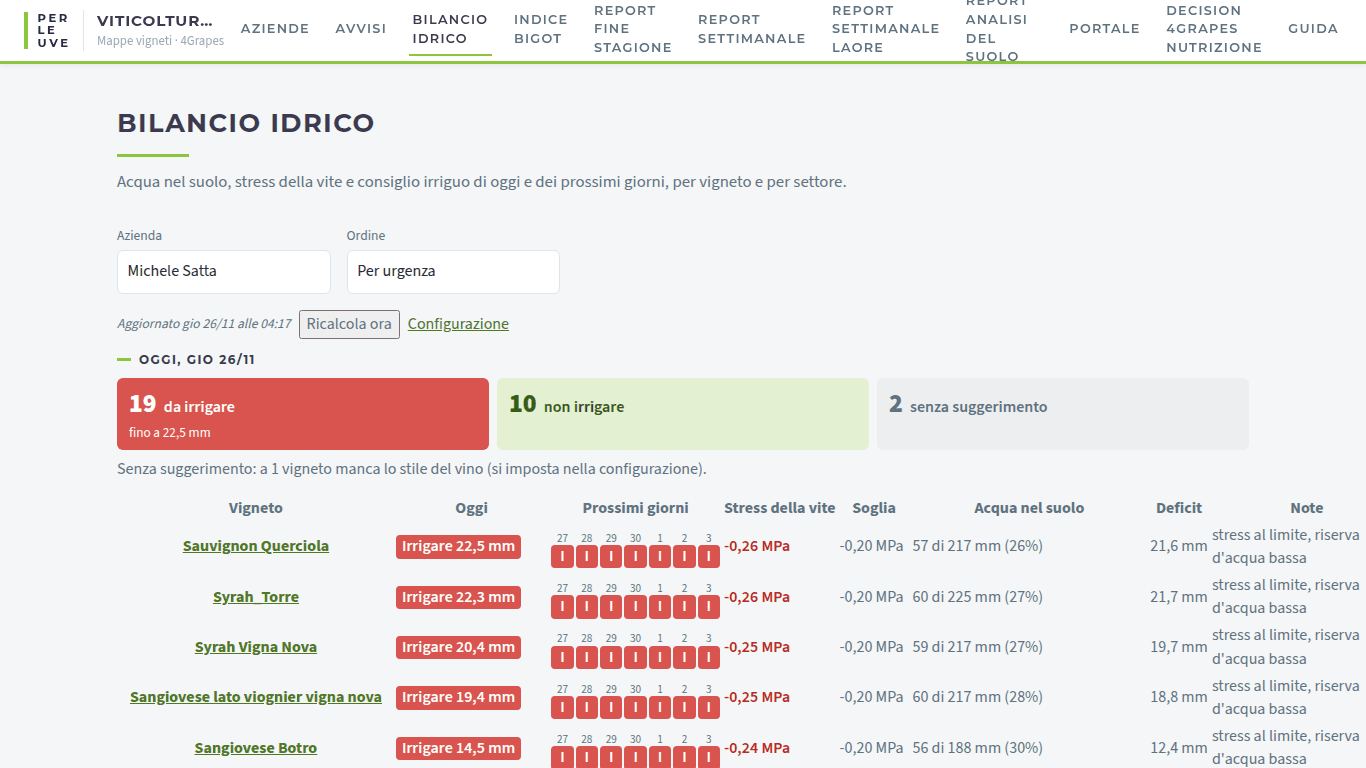 PER
LE
UVE
VITICOLTUR...
Mappe vigneti · 4Grapes
AZIENDE
AVVISI
BILANCIO
IDRICO
INDICE
BIGOT
REPORT
FINE
STAGIONE
REPORT
SETTIMANALE
REPORT
SETTIMANALE
LAORE
REPORT
ANALISI
DEL
SUOLO
PORTALE
DECISION
4GRAPES
NUTRIZIONE
GUIDA
BILANCIO IDRICO
Acqua nel suolo, stress della vite e consiglio irriguo di oggi e dei prossimi giorni, per vigneto e per settore.
Azienda
Ordine
Michele Satta
Per urgenza
Aggiornato gio 26/11 alle 04:17 Ricalcola ora Configurazione
OGGI, GIO 26/11
19 da irrigare
fino a 22,5 mm
10 non irrigare
2 senza suggerimento
Senza suggerimento: a 1 vigneto manca lo stile del vino (si imposta nella configurazione).
Vigneto Oggi Prossimi giorni Stress della vite Soglia Acqua nel suolo Deficit Note
27 28 29 30 1 2 3
Sauvignon Querciola Irrigare 22,5 mm I I I I I I I -0,26 MPa -0,20 MPa 57 di 217 mm (26%) 21,6 mm stress al limite, riserva
d'acqua bassa
27 28 29 30 1 2 3
Syrah_Torre Irrigare 22,3 mm I I I I I I I -0,26 MPa -0,20 MPa 60 di 225 mm (27%) 21,7 mm stress al limite, riserva
d'acqua bassa
27 28 29 30 1 2 3
Syrah Vigna Nova Irrigare 20,4 mm I I I I I I I -0,25 MPa -0,20 MPa 59 di 217 mm (27%) 19,7 mm stress al limite, riserva
d'acqua bassa
27 28 29 30 1 2 3
Sangiovese lato viognier vigna nova Irrigare 19,4 mm I I I I I I I -0,25 MPa -0,20 MPa 60 di 217 mm (28%) 18,8 mm stress al limite, riserva
d'acqua bassa
27 28 29 30 1 2 3
Sangiovese Botro Irrigare 14,5 mm I I I I I I I -0,24 MPa -0,20 MPa 56 di 188 mm (30%) 12,4 mm stress al limite, riserva
d'acqua bassa